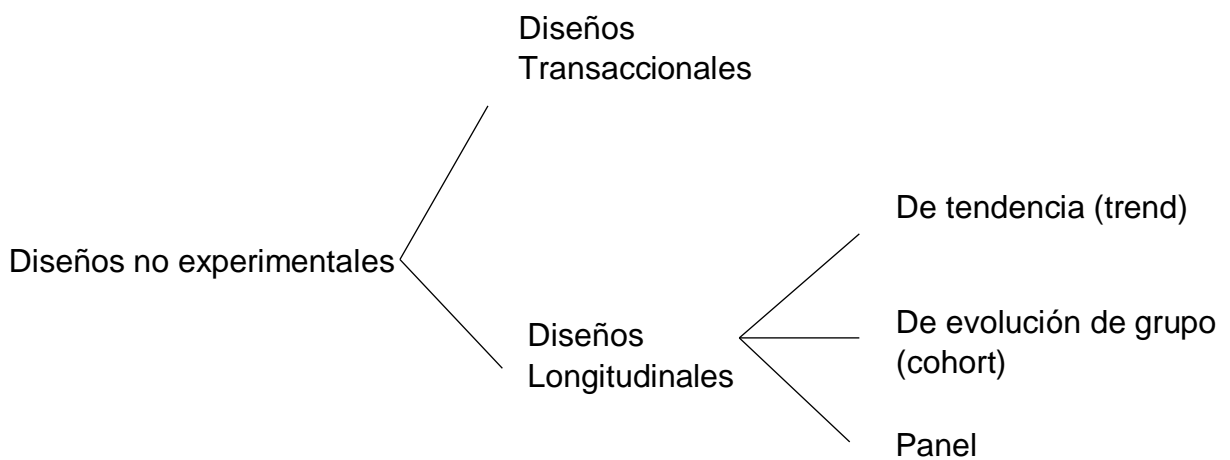 Diseños
Transaccionales
Diseños no experimentales
Diseños
Longitudinales
De tendencia (trend)
De evolución de grupo
(cohort)
Panel